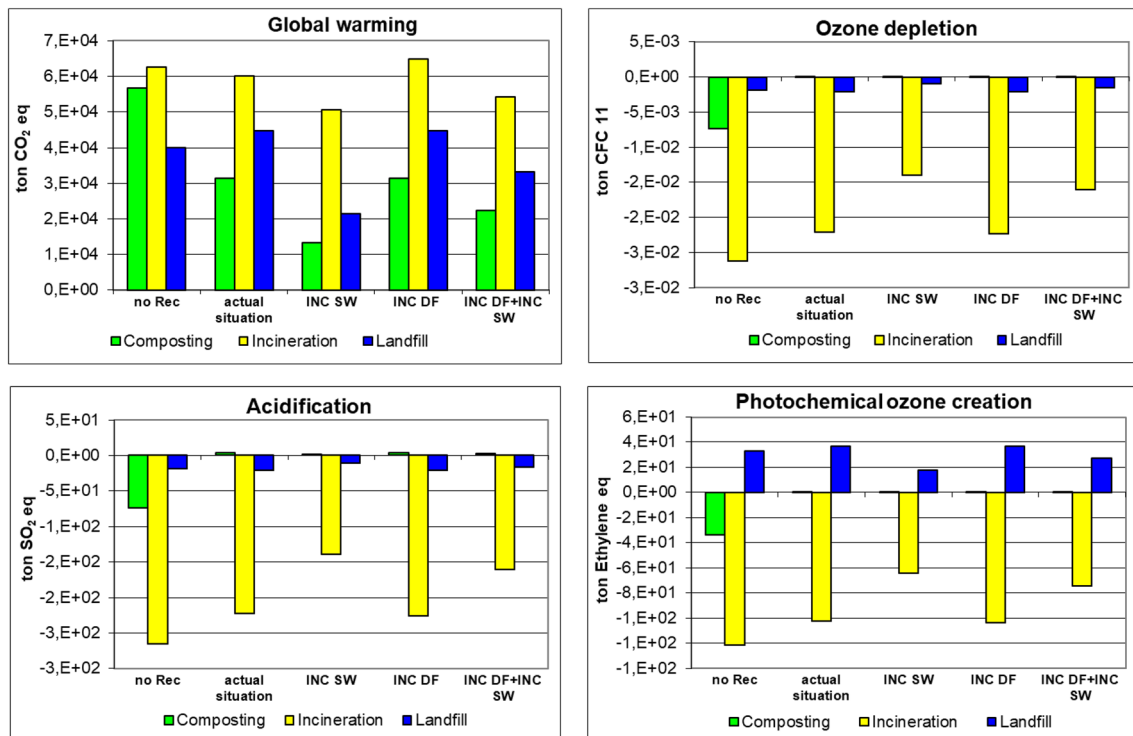 Global warming
ton CO₂ eq
7,E+04
6,E+04
5,E+04
4,E+04
3,E+04
2,E+04
1,E+04
0,E+00
no Rec
actual situation
INC SW
INC DF
INC DF+INC SW
Composting
Incineration
Landfill
Ozone depletion
ton CFC 11
5,E-03
0,E+00
-5,E-03
-1,E-02
-2,E-02
-2,E-02
-3,E-02
-3,E-02
no Rec
actual situation
INC SW
INC DF
INC DF+INC SW
Composting
Incineration
Landfill
Acidification
ton SO₂ eq
5,E+01
0,E+00
-5,E+01
-1,E+02
-2,E+02
-2,E+02
-3,E+02
-3,E+02
no Rec
actual situation
INC SW
INC DF
INC DF+INC SW
Composting
Incineration
Landfill
Photochemical ozone creation
ton Ethylene eq
6,E+01
4,E+01
2,E+01
0,E+00
-2,E+01
-4,E+01
-6,E+01
-8,E+01
-1,E+02
-1,E+02
-1,E+02
no Rec
actual situation
INC SW
INC DF
INC DF+INC SW
Composting
Incineration
Landfill